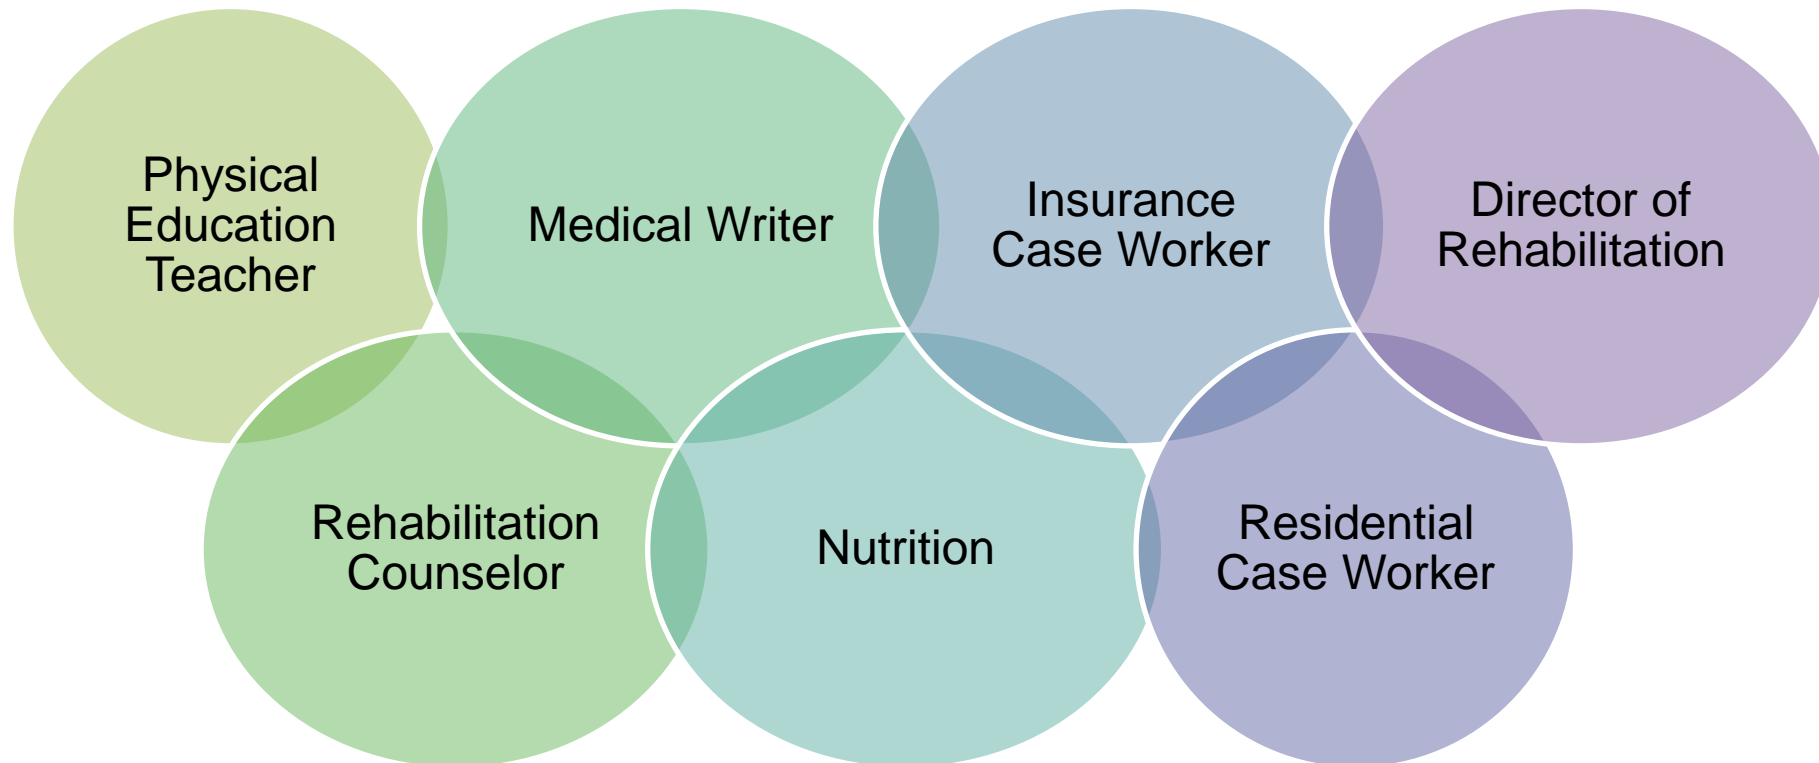 Physical
Education
Teacher
Medical Writer
Insurance
Case Worker
Director of
Rehabilitation
Rehabilitation
Counselor
Nutrition
Residential
Case Worker